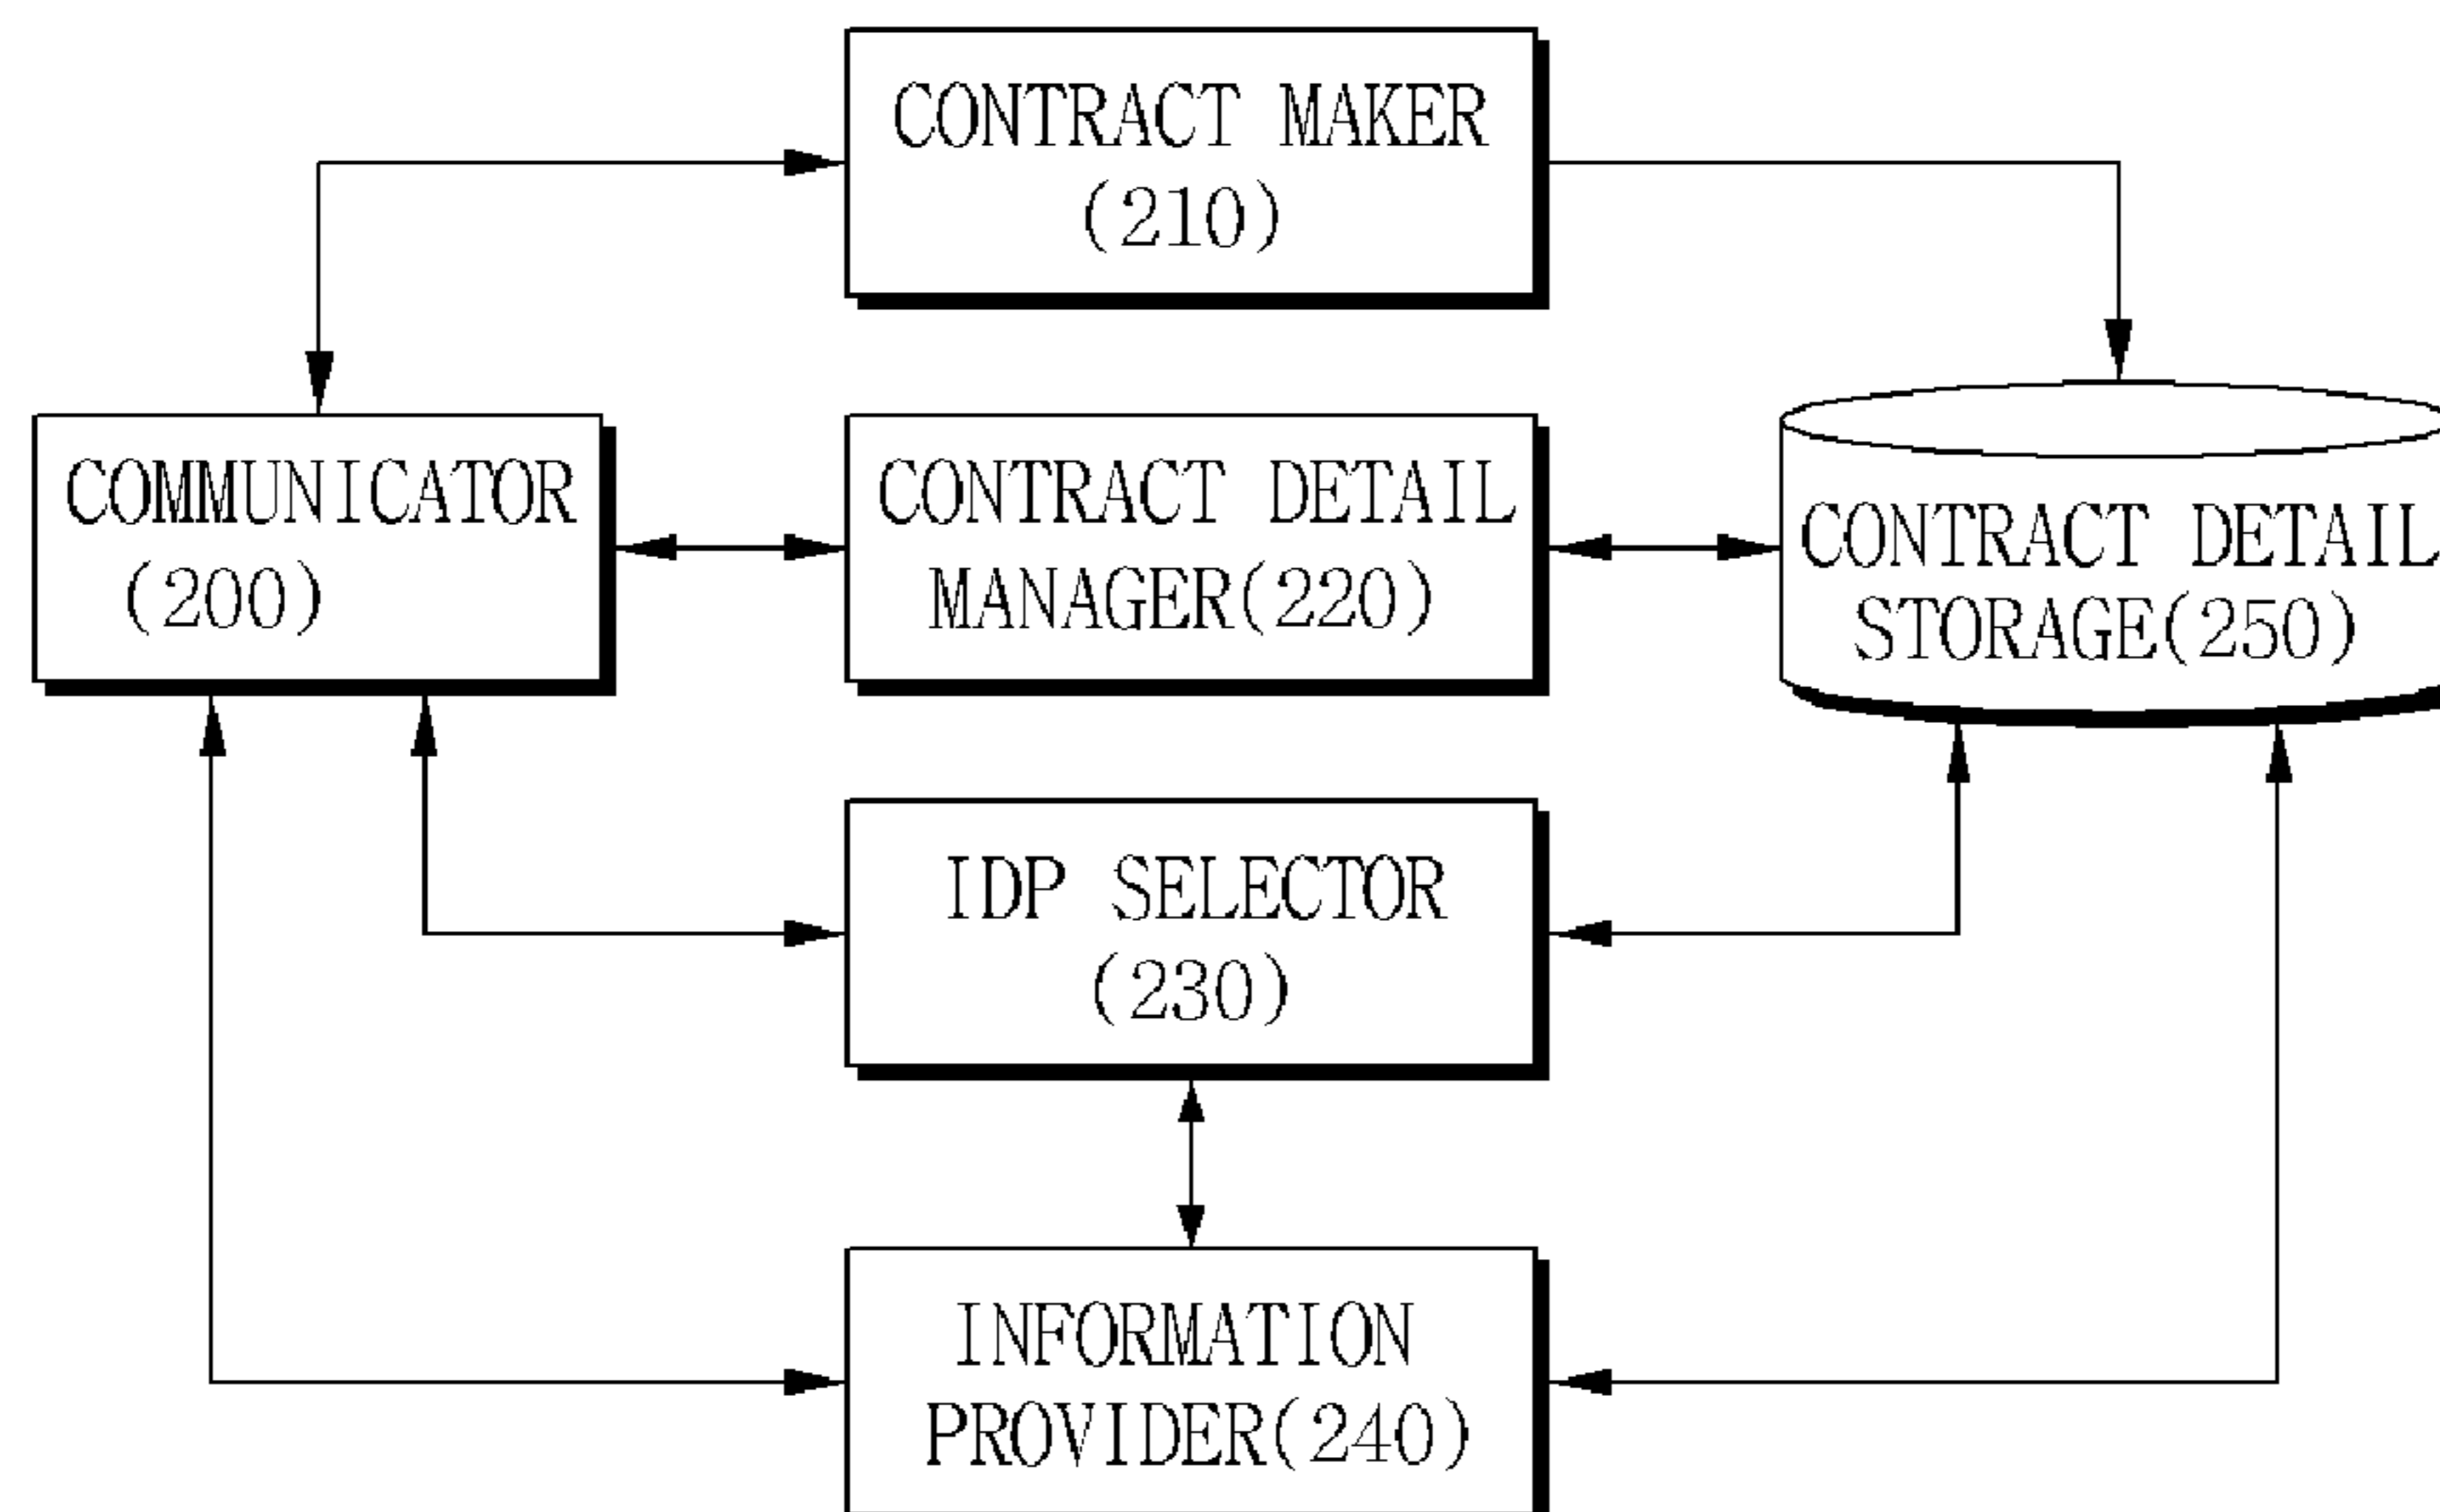 CONTRACT MAKER
(210)
COMMUNICATOR
(200)
CONTRACT DETAIL
MANAGER(220)
CONTRACT DETAIL
STORAGE(250)
IDP SELECTOR
(230)
INFORMATION
PROVIDER(240)